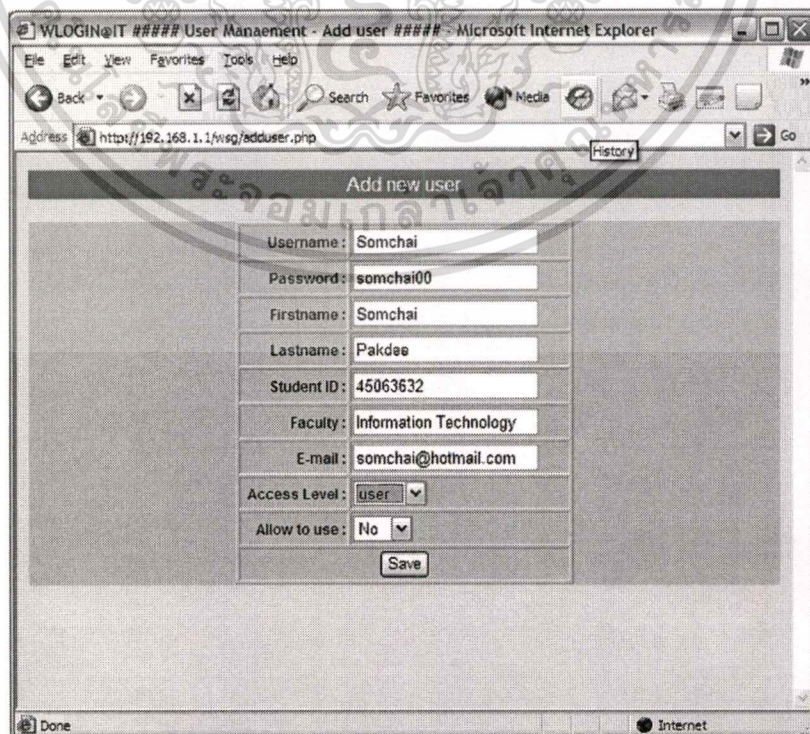 WLOGIN@IT ##### User Manaement - Add user ##### - Microsoft Internet Explorer
File Edit View Favorites Tools Help
Back Search Favorites Media
Address http://192.168.1.1/wsg/adduser.php Go
History
Add new user
Username : Somchai
Password : somchai00
Firstname : Somchai
Lastname : Pakdee
Student ID : 45063632
Faculty : Information Technology
E-mail : somchai@hotmail.com
Access Level : user
Allow to use : No
Save
Done Internet